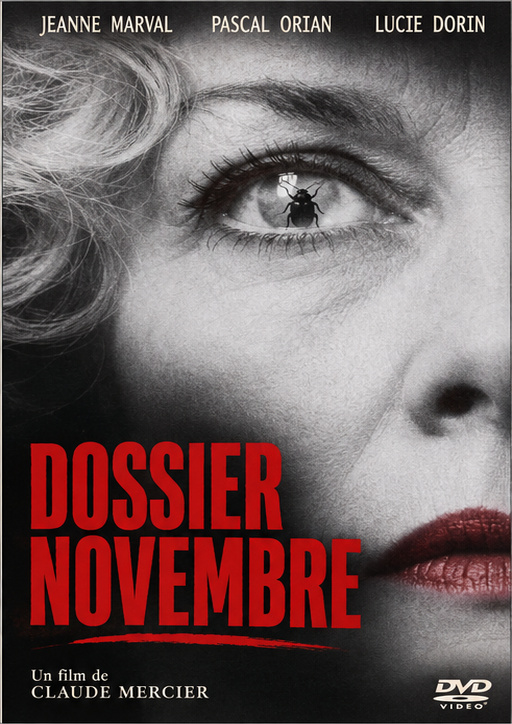 JEANNE MARVAL PASCAL ORIAN LUCIE DORIN
DOSSIER
NOVEMBRE
Un film de
CLAUDE MERCIER
DVD
VIDEO